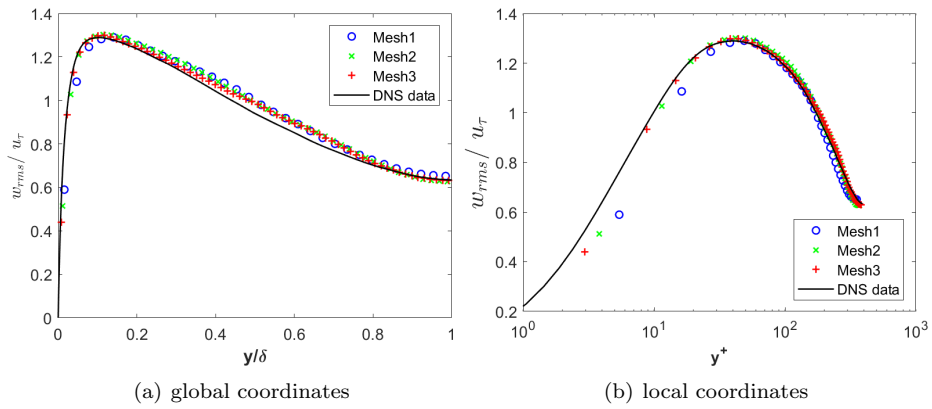 1.4
1.2
1
0.8
0.6
0.4
0.2
0
w_rms / u_τ
0 0.2 0.4 0.6 0.8 1
y/δ
Mesh1
Mesh2
Mesh3
DNS data
(a) global coordinates
1.4
1.2
1
0.8
0.6
0.4
0.2
w_rms / u_τ
10^0 10^1 10^2 10^3
y^+
Mesh1
Mesh2
Mesh3
DNS data
(b) local coordinates